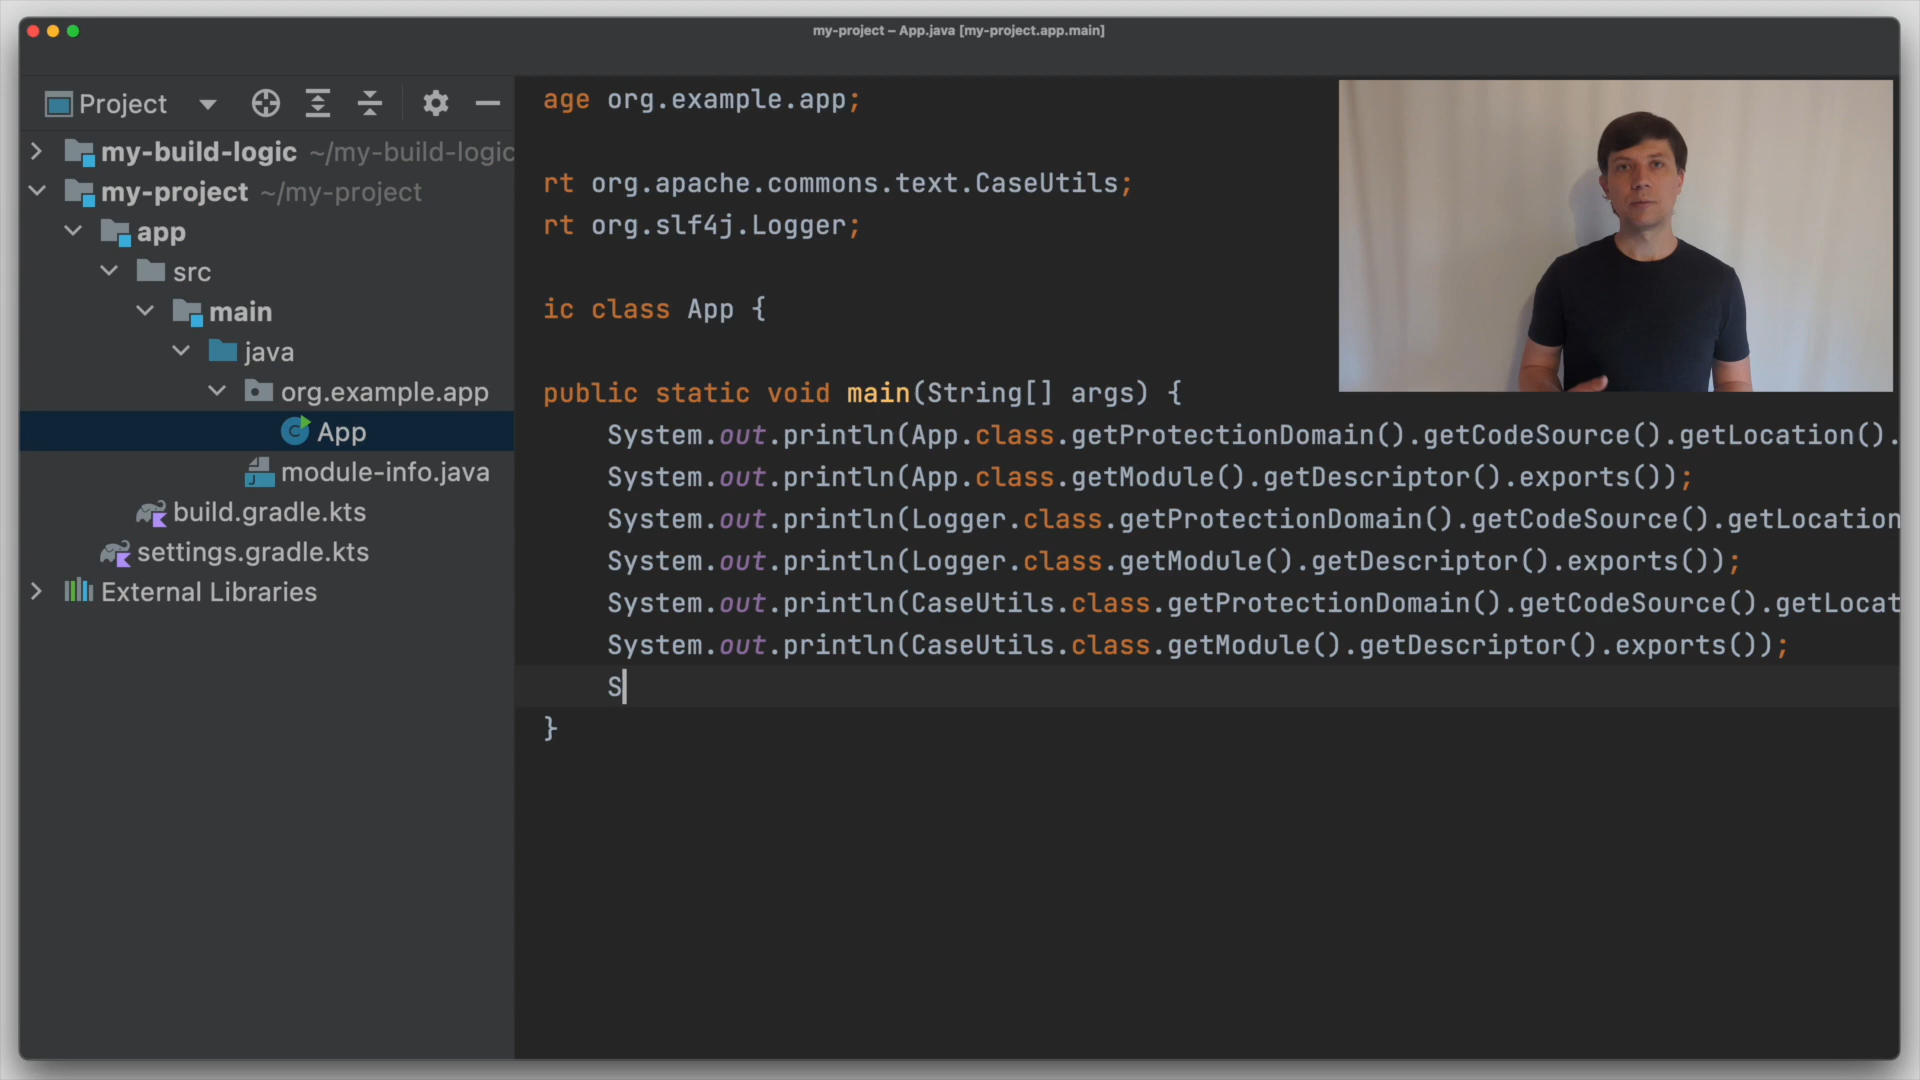 my-project – App.java [my-project.app.main]
Project
my-build-logic ~/my-build-logic
my-project ~/my-project
app
src
main
java
org.example.app
App
module-info.java
build.gradle.kts
settings.gradle.kts
External Libraries
age org.example.app;
rt org.apache.commons.text.CaseUtils;
rt org.slf4j.Logger;
ic class App {
public static void main(String[] args) {
System.out.println(App.class.getProtectionDomain().getCodeSource().getLocation().
System.out.println(App.class.getModule().getDescriptor().exports());
System.out.println(Logger.class.getProtectionDomain().getCodeSource().getLocation
System.out.println(Logger.class.getModule().getDescriptor().exports());
System.out.println(CaseUtils.class.getProtectionDomain().getCodeSource().getLocat
System.out.println(CaseUtils.class.getModule().getDescriptor().exports());
S
}